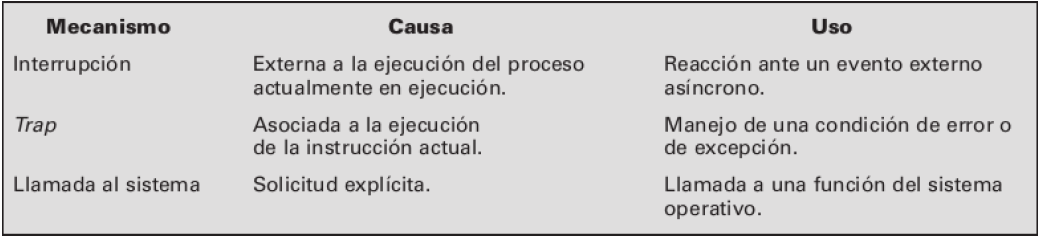 Mecanismo Causa Uso
Interrupción Externa a la ejecución del proceso Reacción ante un evento externo
actualmente en ejecución. asíncrono.
Trap Asociada a la ejecución Manejo de una condición de error o
de la instrucción actual. de excepción.
Llamada al sistema Solicitud explícita. Llamada a una función del sistema
operativo.